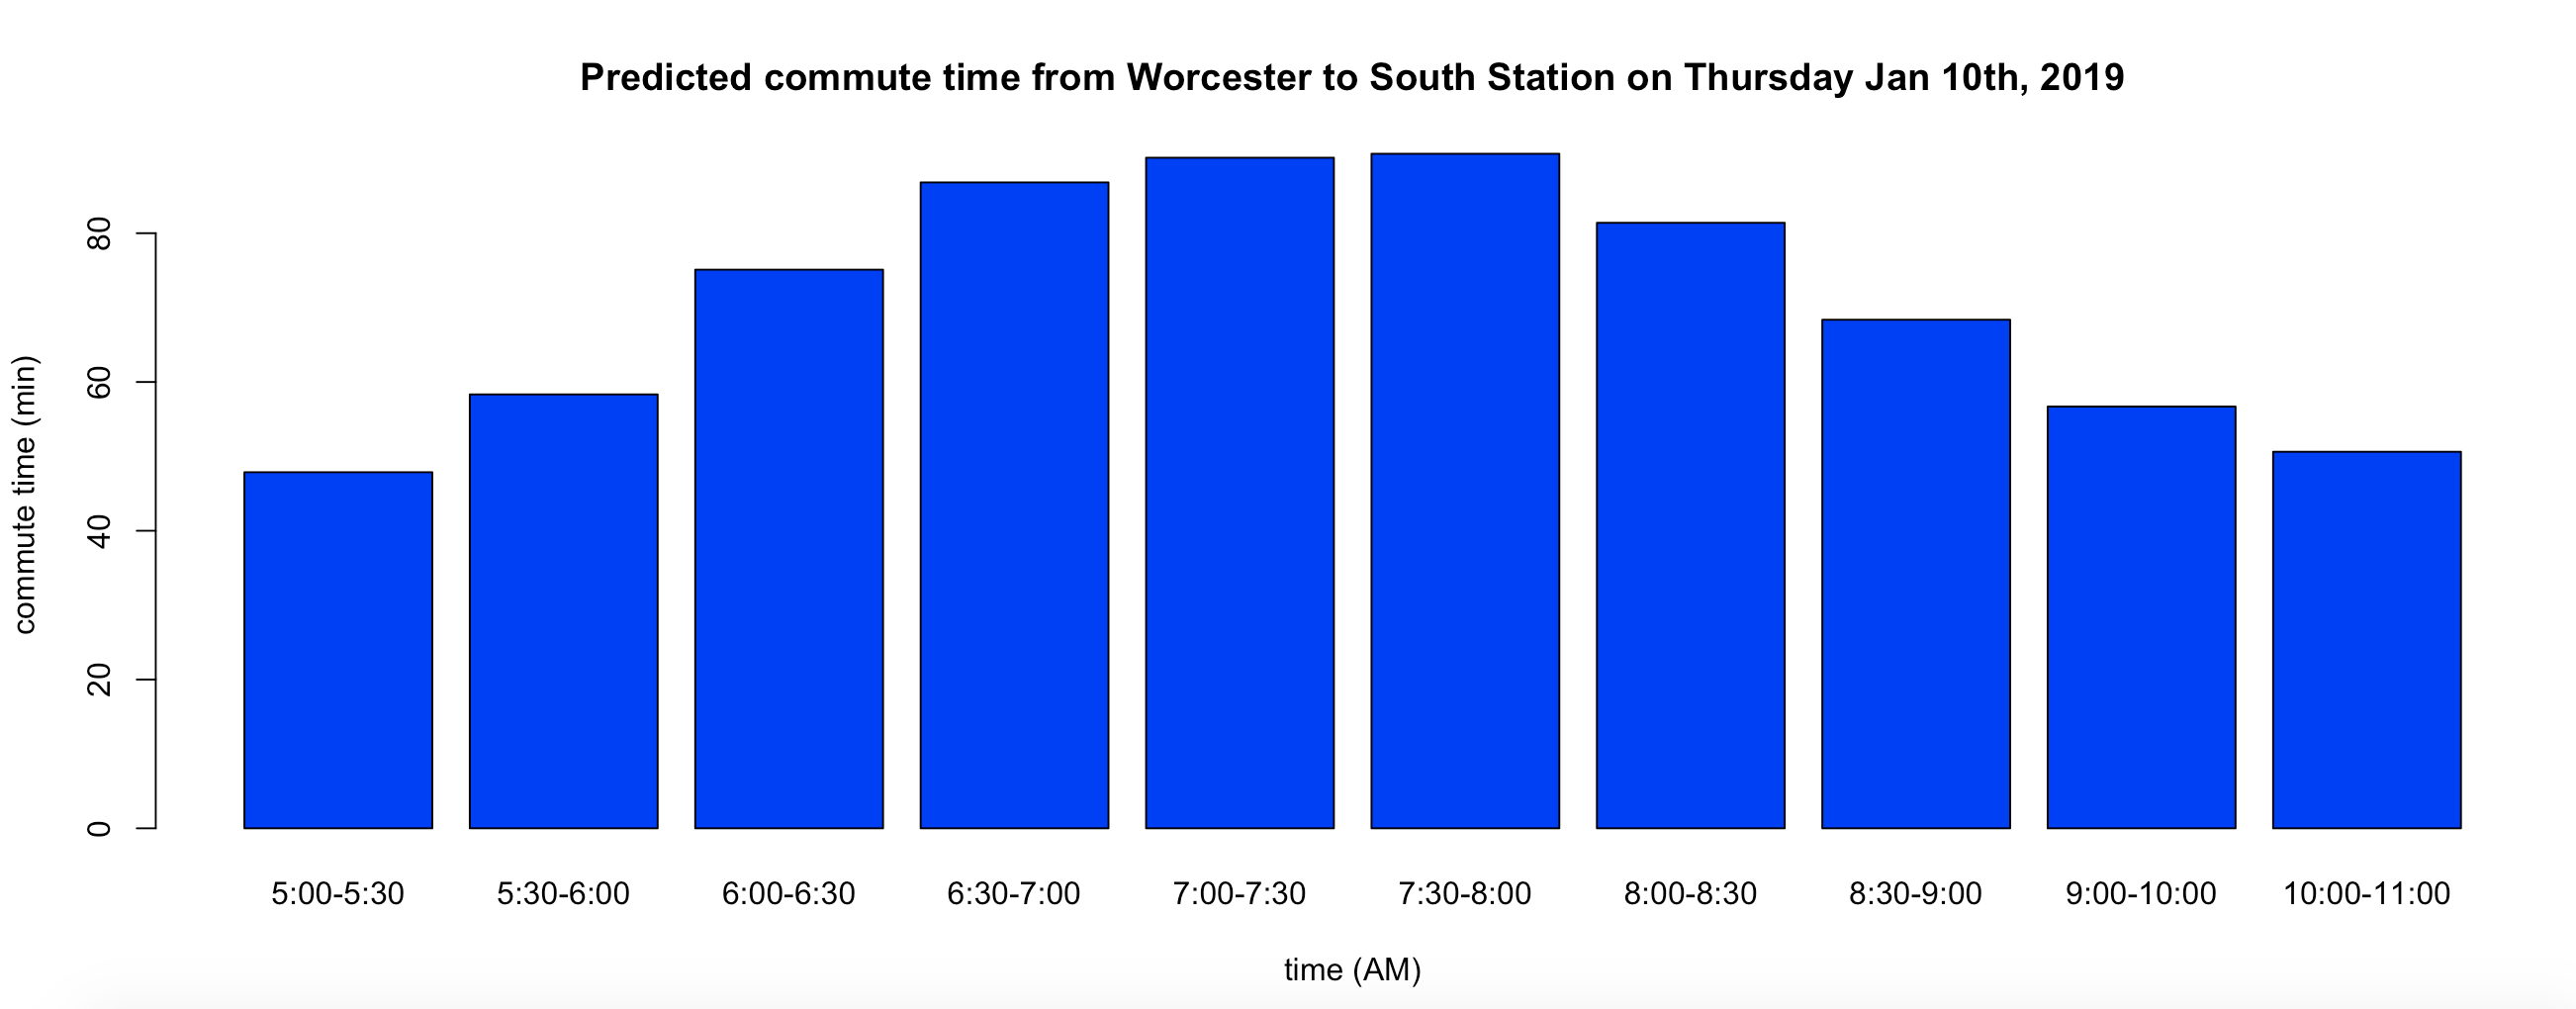 Predicted commute time from Worcester to South Station on Thursday Jan 10th, 2019
commute time (min)
80
60
40
20
0
5:00-5:30 5:30-6:00 6:00-6:30 6:30-7:00 7:00-7:30 7:30-8:00 8:00-8:30 8:30-9:00 9:00-10:00 10:00-11:00
time (AM)